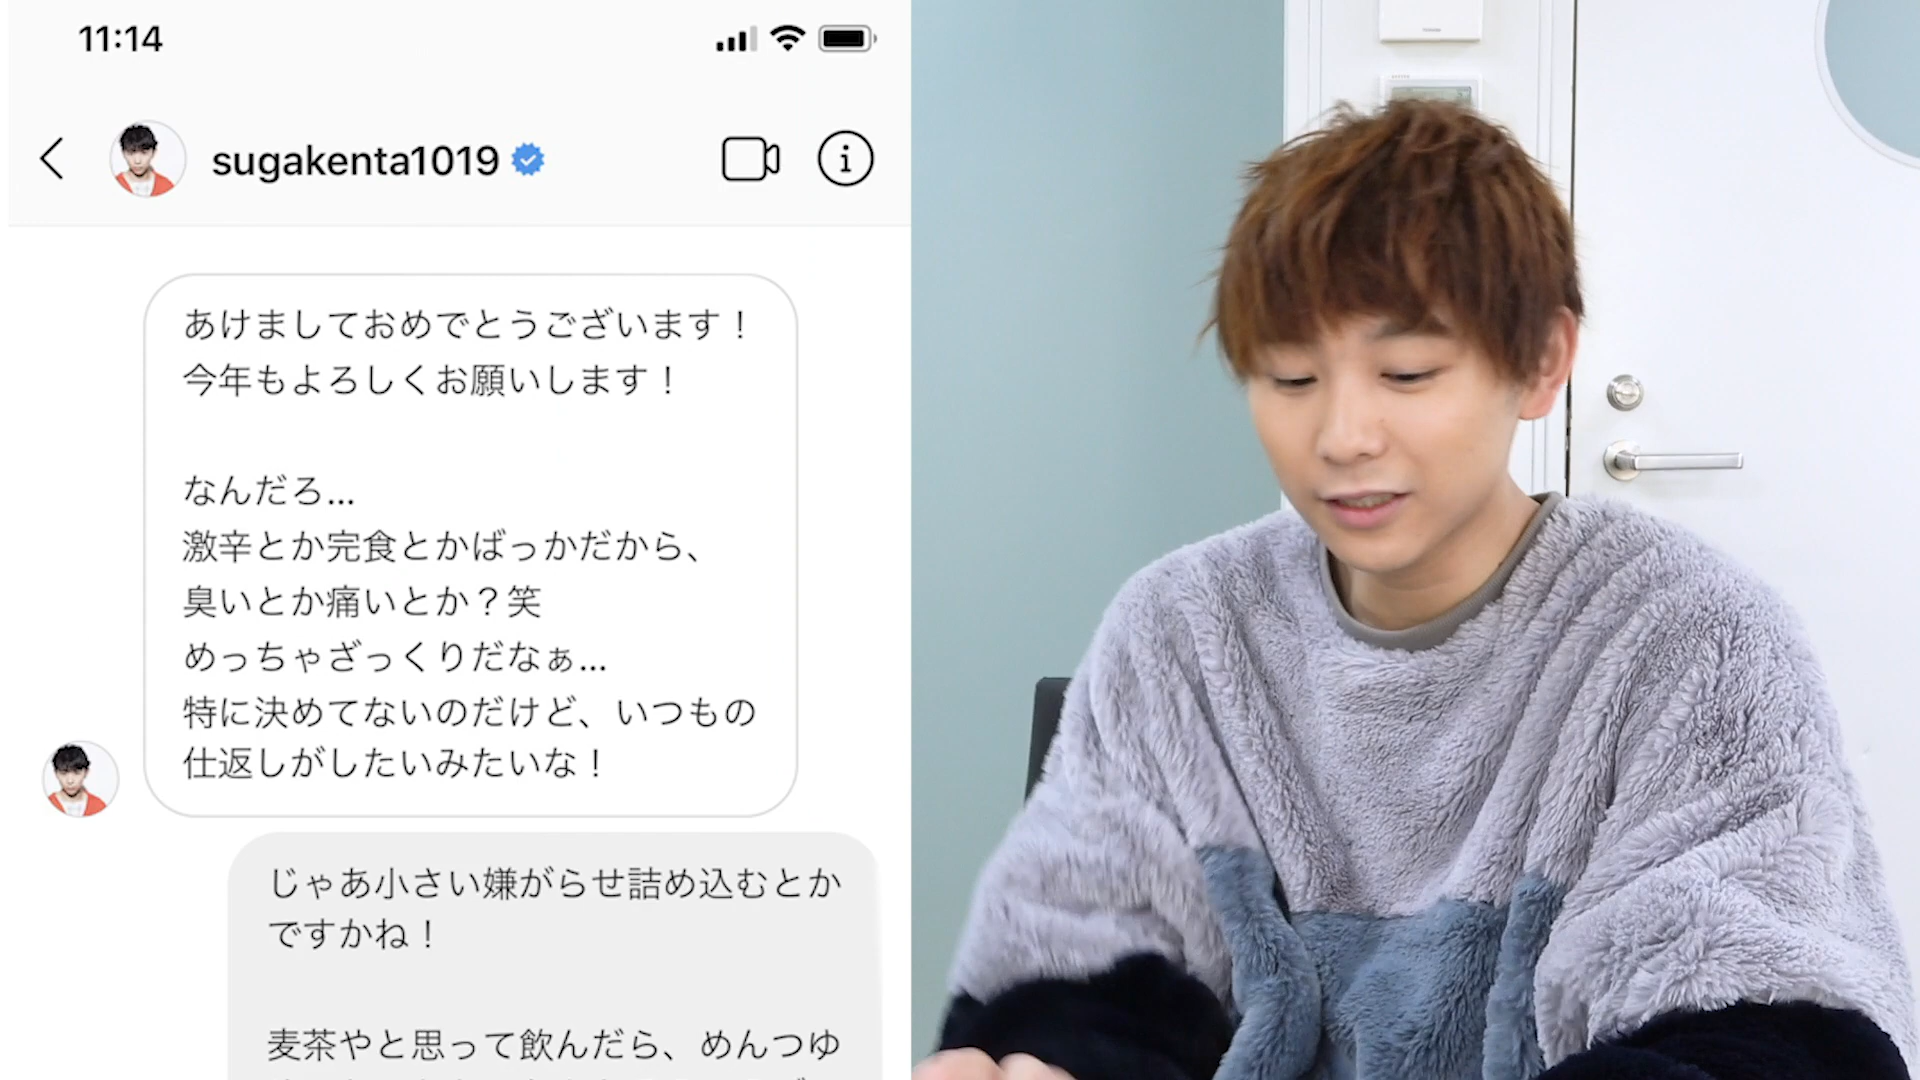 11:14
sugakenta1019
あけましておめでとうございます！
今年もよろしくお願いします！
なんだろ...
激辛とか完食とかばっかだから、
臭いとか痛いとか？笑
めっちゃざっくりだなぁ...
特に決めてないのだけど、いつもの
仕返しがしたいみたいな！
じゃあ小さい嫌がらせ詰め込むとか
ですかね！
麦茶やと思って飲んだら、めんつゆ